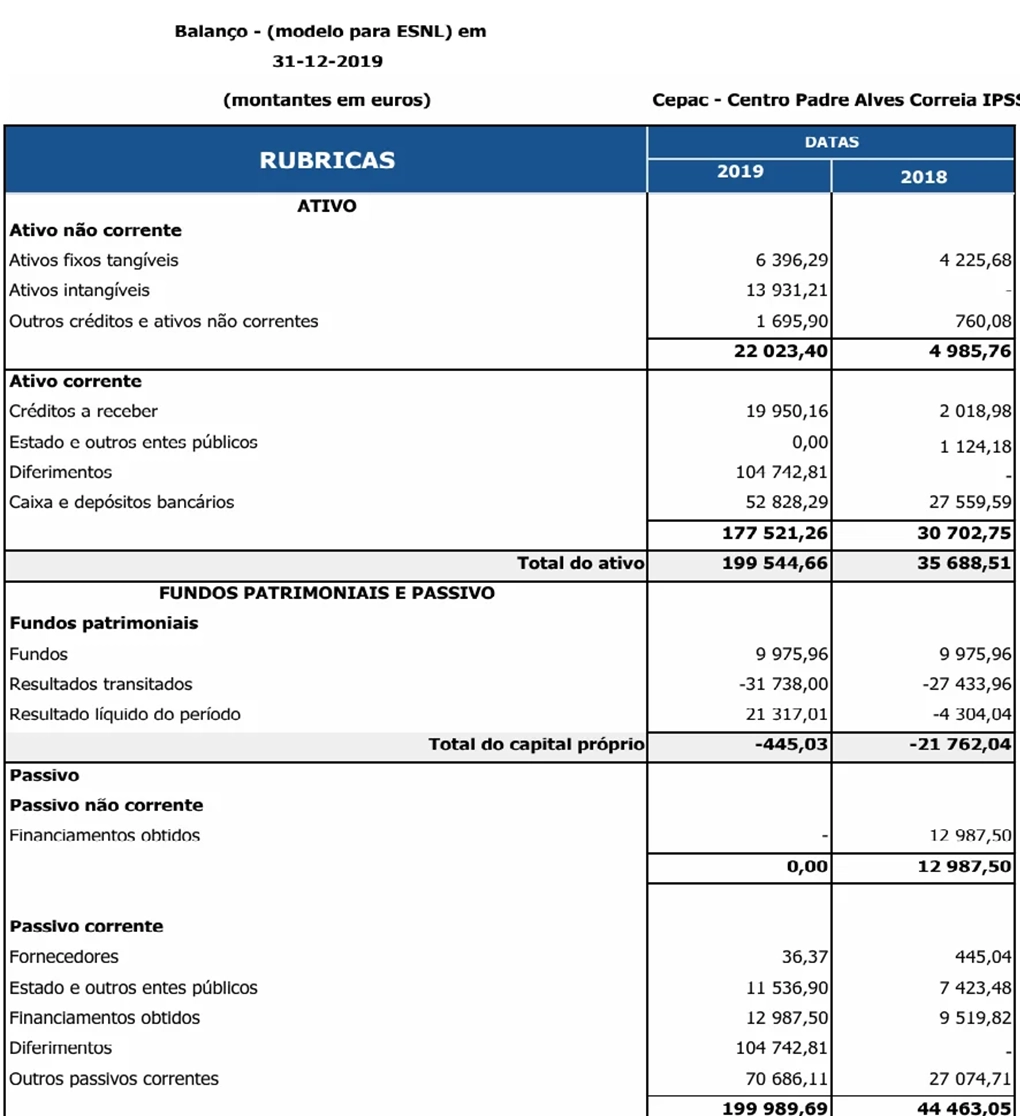 Balanço - (modelo para ESNL) em
31-12-2019
(montantes em euros) Cepac - Centro Padre Alves Correia IPSS
RUBRICAS DATAS
2019 2018
ATIVO
Ativo não corrente
Ativos fixos tangíveis 6 396,29 4 225,68
Ativos intangíveis 13 931,21 -
Outros créditos e ativos não correntes 1 695,90 760,08
22 023,40 4 985,76
Ativo corrente
Créditos a receber 19 950,16 2 018,98
Estado e outros entes públicos 0,00 1 124,18
Diferimentos 104 742,81 -
Caixa e depósitos bancários 52 828,29 27 559,59
177 521,26 30 702,75
Total do ativo 199 544,66 35 688,51
FUNDOS PATRIMONIAIS E PASSIVO
Fundos patrimoniais
Fundos 9 975,96 9 975,96
Resultados transitados -31 738,00 -27 433,96
Resultado líquido do período 21 317,01 -4 304,04
Total do capital próprio -445,03 -21 762,04
Passivo
Passivo não corrente
Financiamentos obtidos - 12 987,50
0,00 12 987,50
Passivo corrente
Fornecedores 36,37 445,04
Estado e outros entes públicos 11 536,90 7 423,48
Financiamentos obtidos 12 987,50 9 519,82
Diferimentos 104 742,81 -
Outros passivos correntes 70 686,11 27 074,71
199 989,69 44 463,05